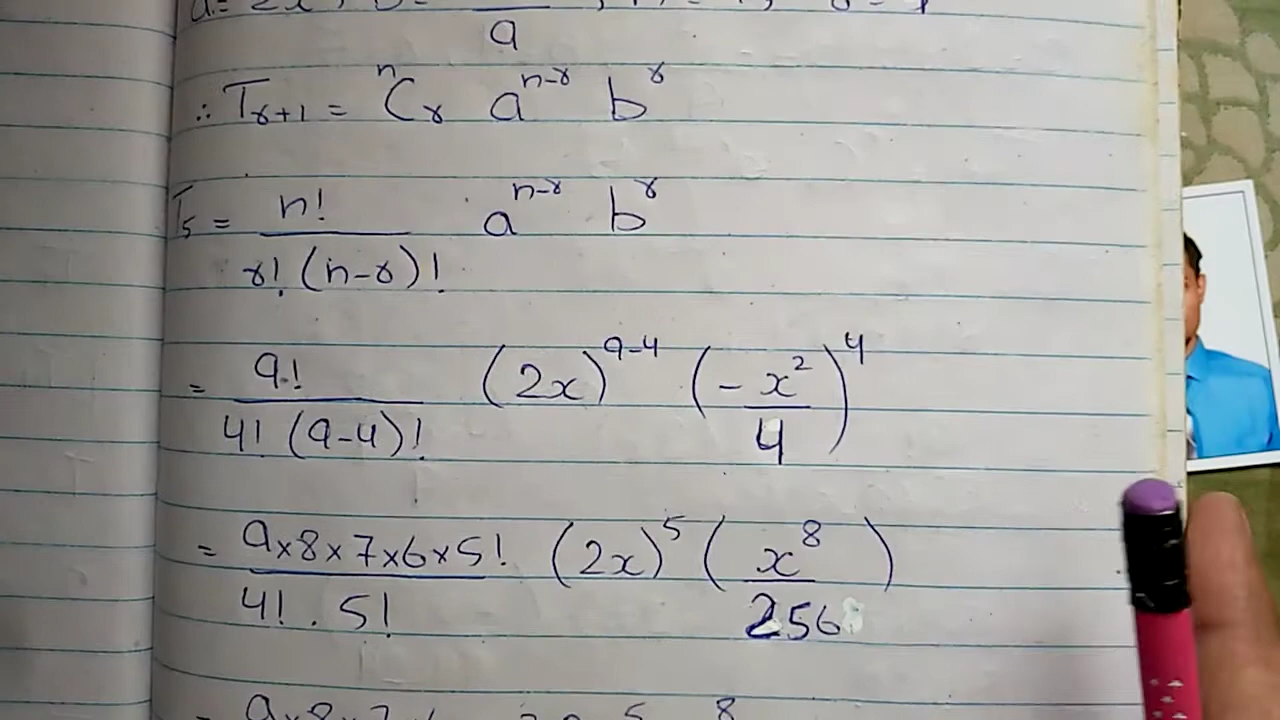 a
∴ T_{r+1} = ^nC_r a^{n-r} b^r
T_5 = n!/(r!(n-r)!) a^{n-r} b^r
= 9!/(4!(9-4)!) (2x)^{9-4} (-x^2/4)^4
= (9×8×7×6×5!)/(4!.5!) (2x)^5 (x^8/256)